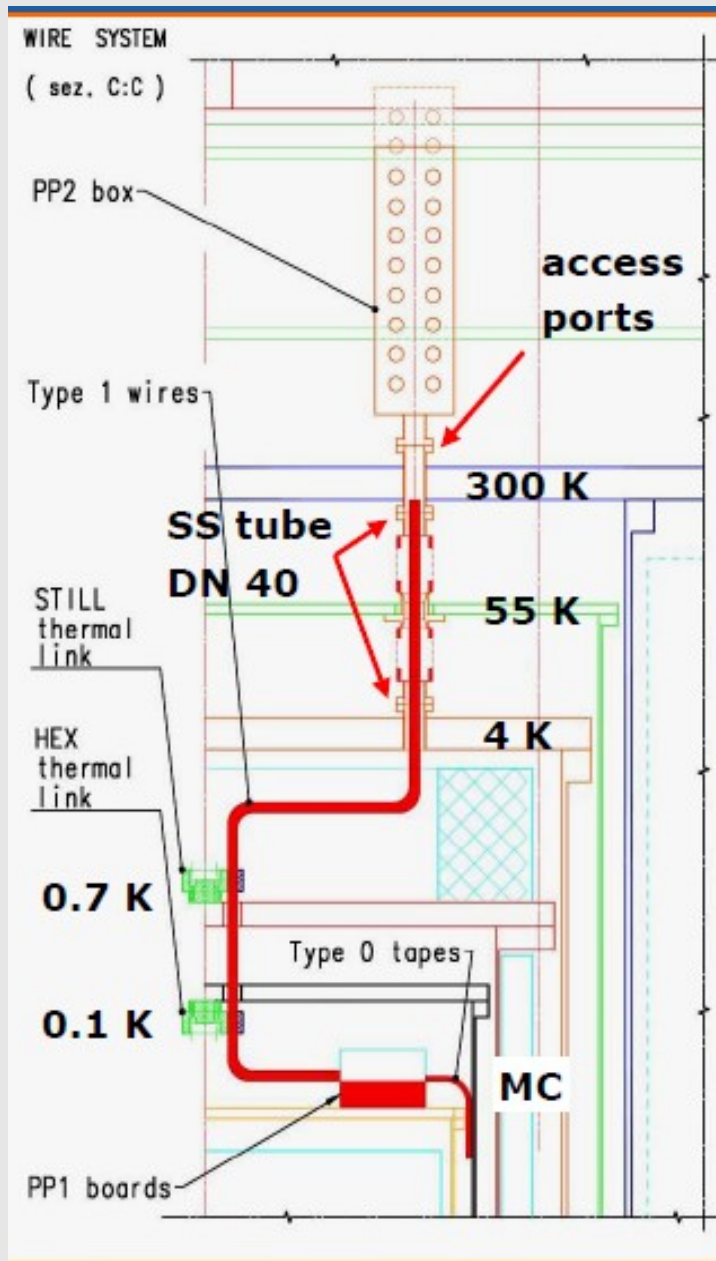 WIRE SYSTEM
( sez. C:C )
PP2 box
access
ports
Type 1 wires
300 K
SS tube
DN 40
55 K
STILL
thermal
link
4 K
HEX
thermal
link
0.7 K
Type 0 tapes
0.1 K
MC
PP1 boards